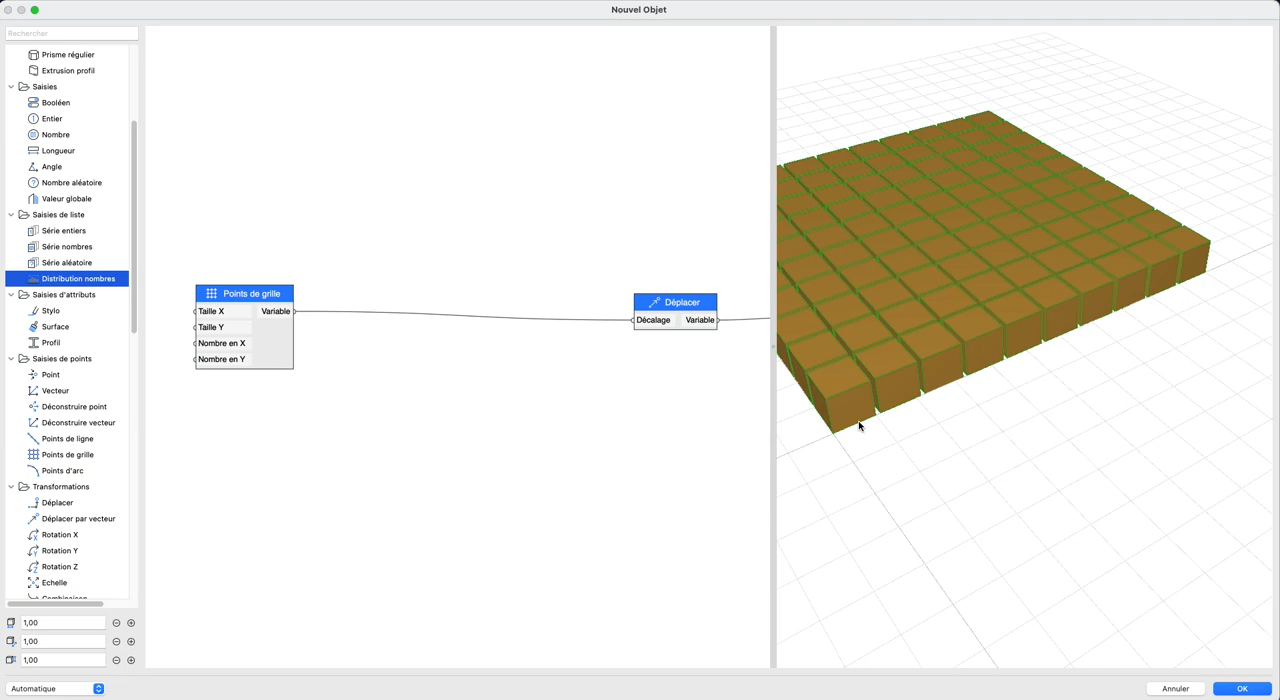 Nouvel Objet
Rechercher
Prisme régulier
Extrusion profil
Saisies
Booléen
Entier
Nombre
Longueur
Angle
Nombre aléatoire
Valeur globale
Saisies de liste
Série entiers
Série nombres
Série aléatoire
Distribution nombres
Saisies d'attributs
Stylo
Surface
Profil
Saisies de points
Point
Vecteur
Déconstruire point
Déconstruire vecteur
Points de ligne
Points de grille
Points d'arc
Transformations
Déplacer
Déplacer par vecteur
Rotation X
Rotation Y
Rotation Z
Echelle
Combinaison
1,00
1,00
1,00
Automatique
Points de grille
Taille X Variable
Taille Y
Nombre en X
Nombre en Y
Déplacer
Décalage Variable
Annuler
OK